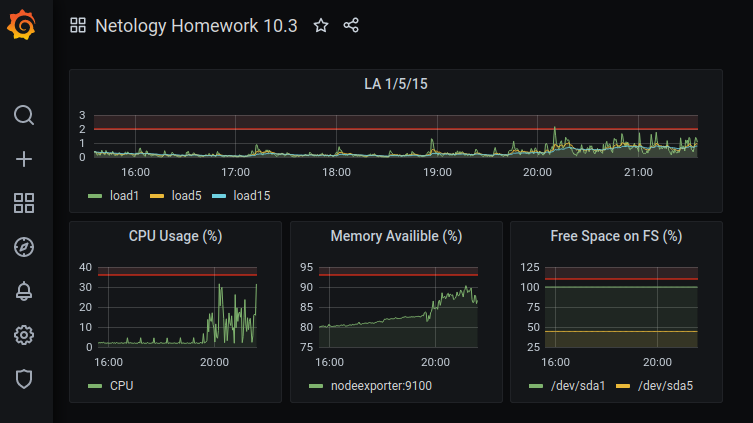 Netology Homework 10.3
LA 1/5/15
3
2
1
0
16:00 17:00 18:00 19:00 20:00 21:00
load1 load5 load15
CPU Usage (%)
40
30
20
10
0
16:00 20:00
CPU
Memory Availible (%)
95
90
85
80
75
16:00 20:00
nodeexporter:9100
Free Space on FS (%)
125
100
75
50
25
16:00 20:00
/dev/sda1 /dev/sda5